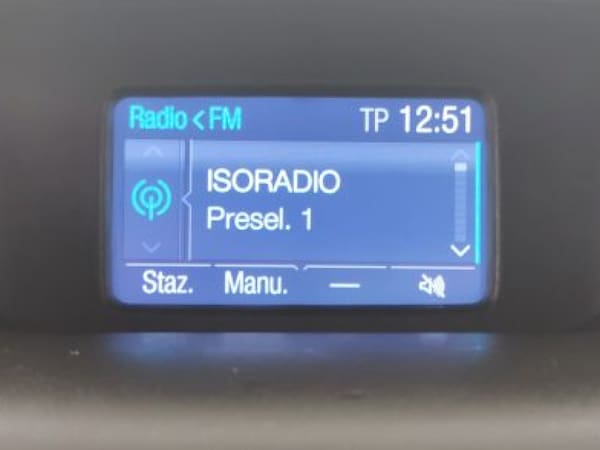 Radio < FM TP 12:51
ISORADIO
Presel. 1
Staz. Manu. —